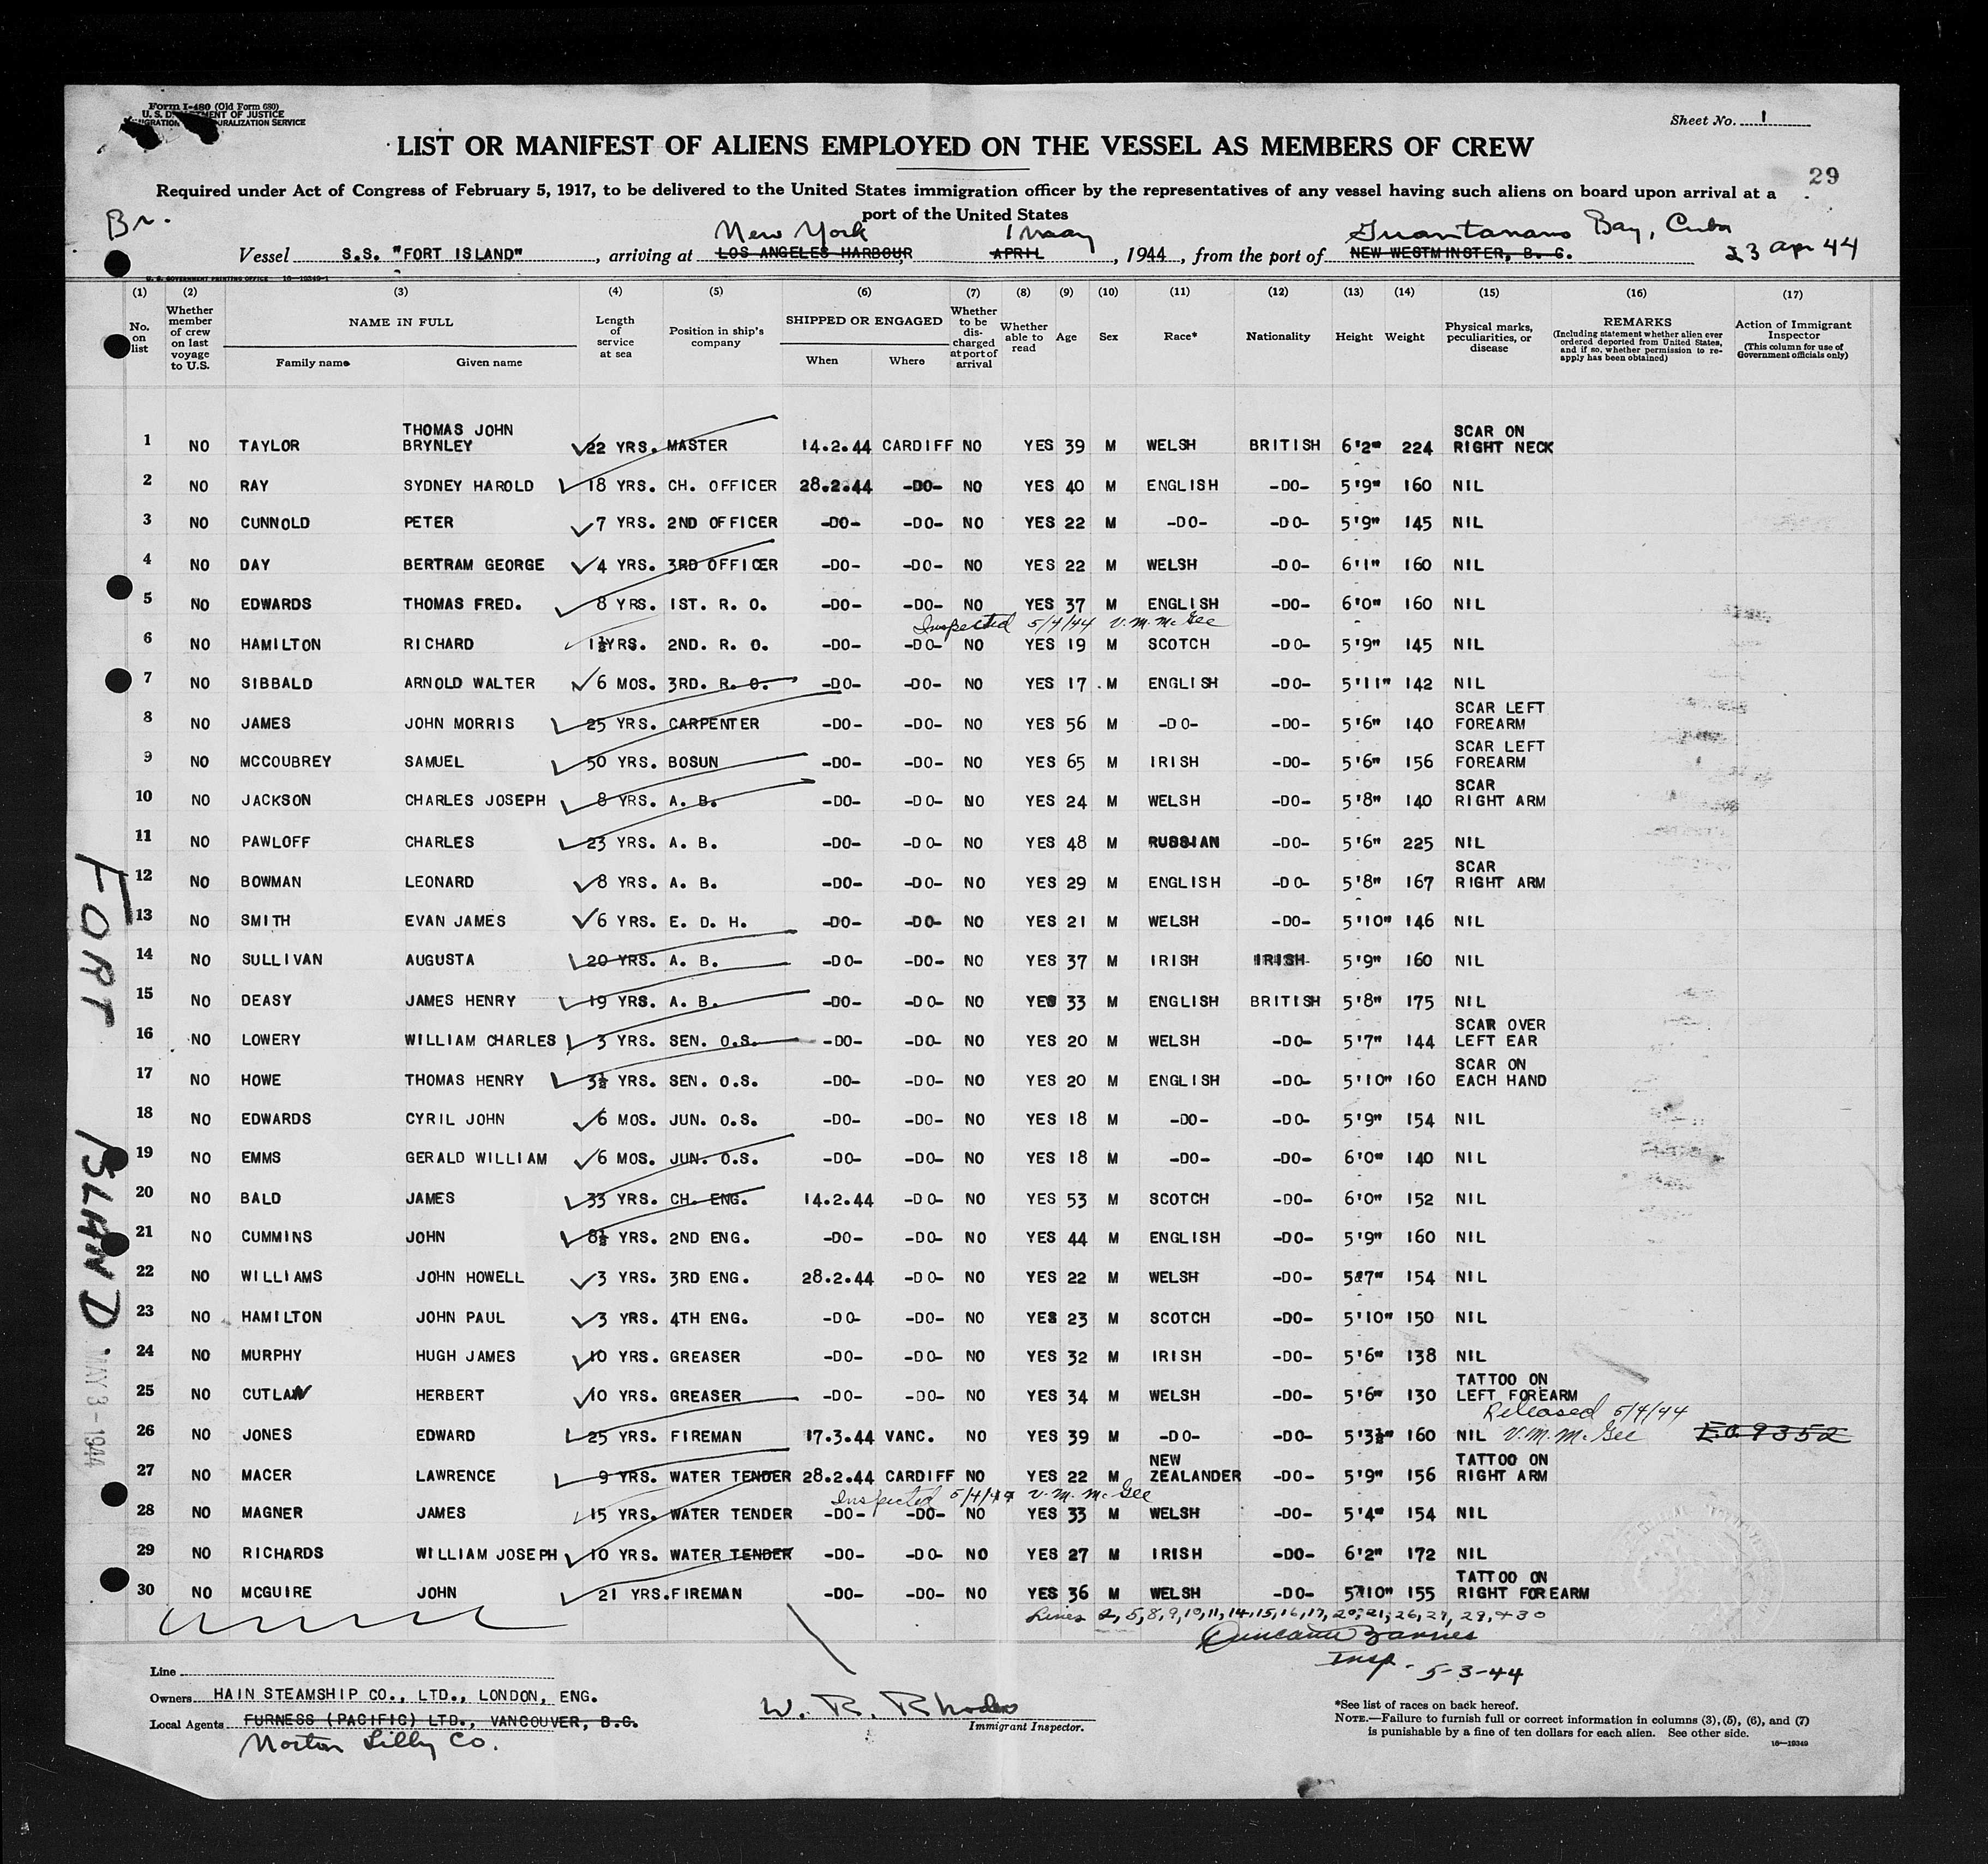 Form I-480 (Old Form 680)
U. S. DEPARTMENT OF JUSTICE
IMMIGRATION NATURALIZATION SERVICE
Sheet No. 1
LIST OR MANIFEST OF ALIENS EMPLOYED ON THE VESSEL AS MEMBERS OF CREW
29
Required under Act of Congress of February 5, 1917, to be delivered to the United States immigration officer by the representatives of any vessel having such aliens on board upon arrival at a
port of the United States
Br.
New York 1 May Guantanamo Bay, Cuba
Vessel S.S. "FORT ISLAND", arriving at LOS ANGELES HARBOUR, APRIL, 1944, from the port of NEW WESTMINSTER, B. C. 23 Apr 44
U. S. GOVERNMENT PRINTING OFFICE 16-19349-1
(1) (2) (3) (4) (5) (6) (7) (8) (9) (10) (11) (12) (13) (14) (15) (16) (17)
No. on list
Whether member of crew on last voyage to U.S.
NAME IN FULL
Family name Given name
Length of service at sea
Position in ship's company
SHIPPED OR ENGAGED
When Where
Whether to be discharged at port of arrival
Whether able to read
Age
Sex
Race*
Nationality
Height
Weight
Physical marks, peculiarities, or disease
REMARKS
(Including statement whether alien ever ordered deported from United States, and if so, whether permission to re-apply has been obtained)
Action of Immigrant Inspector
(This column for use of Government officials only)
1 NO TAYLOR THOMAS JOHN BRYNLEY 22 YRS. MASTER 14.2.44 CARDIFF NO YES 39 M WELSH BRITISH 6'2" 224 SCAR ON RIGHT NECK
2 NO RAY SYDNEY HAROLD 18 YRS. CH. OFFICER 28.2.44 -DO- NO YES 40 M ENGLISH -DO- 5'9" 160 NIL
3 NO CUNNOLD PETER 7 YRS. 2ND OFFICER -DO- -DO- NO YES 22 M -DO- -DO- 5'9" 145 NIL
4 NO DAY BERTRAM GEORGE 4 YRS. 3RD OFFICER -DO- -DO- NO YES 22 M WELSH -DO- 6'1" 160 NIL
5 NO EDWARDS THOMAS FRED. 8 YRS. 1ST. R. O. -DO- -DO- NO YES 37 M ENGLISH -DO- 6'0" 160 NIL
Inspected 5/4/44 V.M. McGee
6 NO HAMILTON RICHARD 1½YRS. 2ND. R. O. -DO- -DO- NO YES 19 M SCOTCH -DO- 5'9" 145 NIL
7 NO SIBBALD ARNOLD WALTER 6 MOS. 3RD. R. O. -DO- -DO- NO YES 17 M ENGLISH -DO- 5'11" 142 NIL
8 NO JAMES JOHN MORRIS 25 YRS. CARPENTER -DO- -DO- NO YES 56 M -DO- -DO- 5'6" 140 SCAR LEFT FOREARM
9 NO MCCOUBREY SAMUEL 50 YRS. BOSUN -DO- -DO- NO YES 65 M IRISH -DO- 5'6" 156 SCAR LEFT FOREARM
10 NO JACKSON CHARLES JOSEPH 8 YRS. A. B. -DO- -DO- NO YES 24 M WELSH -DO- 5'8" 140 SCAR RIGHT ARM
11 NO PAWLOFF CHARLES 23 YRS. A. B. -DO- -DO- NO YES 48 M RUSSIAN -DO- 5'6" 225 NIL
12 NO BOWMAN LEONARD 8 YRS. A. B. -DO- -DO- NO YES 29 M ENGLISH -DO- 5'8" 167 SCAR RIGHT ARM
13 NO SMITH EVAN JAMES 6 YRS. E. D. H. -DO- -DO- NO YES 21 M WELSH -DO- 5'10" 146 NIL
14 NO SULLIVAN AUGUSTA 20 YRS. A. B. -DO- -DO- NO YES 37 M IRISH IRISH 5'9" 160 NIL
15 NO DEASY JAMES HENRY 19 YRS. A. B. -DO- -DO- NO YES 33 M ENGLISH BRITISH 5'8" 175 NIL
16 NO LOWERY WILLIAM CHARLES 3 YRS. SEN. O.S. -DO- -DO- NO YES 20 M WELSH -DO- 5'7" 144 SCAR OVER LEFT EAR
17 NO HOWE THOMAS HENRY 3½ YRS. SEN. O.S. -DO- -DO- NO YES 20 M ENGLISH -DO- 5'10" 160 SCAR ON EACH HAND
18 NO EDWARDS CYRIL JOHN 6 MOS. JUN. O.S. -DO- -DO- NO YES 18 M -DO- -DO- 5'9" 154 NIL
19 NO EMMS GERALD WILLIAM 6 MOS. JUN. O.S. -DO- -DO- NO YES 18 M -DO- -DO- 6'0" 140 NIL
20 NO BALD JAMES 33 YRS. CH. ENG. 14.2.44 -DO- NO YES 53 M SCOTCH -DO- 6'0" 152 NIL
21 NO CUMMINS JOHN 8½ YRS. 2ND ENG. -DO- -DO- NO YES 44 M ENGLISH -DO- 5'9" 160 NIL
22 NO WILLIAMS JOHN HOWELL 3 YRS. 3RD ENG. 28.2.44 -DO- NO YES 22 M WELSH -DO- 5'7" 154 NIL
23 NO HAMILTON JOHN PAUL 3 YRS. 4TH ENG. -DO- -DO- NO YES 23 M SCOTCH -DO- 5'10" 150 NIL
24 NO MURPHY HUGH JAMES 10 YRS. GREASER -DO- -DO- NO YES 32 M IRISH -DO- 5'6" 138 NIL
25 NO CUTLAN HERBERT 10 YRS. GREASER -DO- -DO- NO YES 34 M WELSH -DO- 5'6" 130 TATTOO ON LEFT FOREARM
Released 5/4/44
26 NO JONES EDWARD 25 YRS. FIREMAN 17.3.44 VANC. NO YES 39 M -DO- -DO- 5'3½" 160 NIL V.M. McGee E.O. 9352
27 NO MACER LAWRENCE 9 YRS. WATER TENDER 28.2.44 CARDIFF NO YES 22 M NEW ZEALANDER -DO- 5'9" 156 TATTOO ON RIGHT ARM
Inspected 5/4/44 V.M. McGee
28 NO MAGNER JAMES 15 YRS. WATER TENDER -DO- -DO- NO YES 33 M WELSH -DO- 5'4" 154 NIL
29 NO RICHARDS WILLIAM JOSEPH 10 YRS. WATER TENDER -DO- -DO- NO YES 27 M IRISH -DO- 6'2" 172 NIL
30 NO MCGUIRE JOHN 21 YRS. FIREMAN -DO- -DO- NO YES 36 M WELSH -DO- 5'10" 155 TATTOO ON RIGHT FOREARM
Lines 2, 5, 8, 9, 10, 11, 14, 15, 16, 17, 20, 21, 26, 27, 29, + 30
Insp. 5-3-44
FORT ISLAND
MAY 3 - 1944
Line
Owners HAIN STEAMSHIP CO., LTD., LONDON, ENG.
Local Agents FURNESS (PACIFIC) LTD., VANCOUVER, B.C.
Norton Lilly Co.
W. R. Rhodes
Immigrant Inspector.
*See list of races on back hereof.
NOTE.—Failure to furnish full or correct information in columns (3), (5), (6), and (7)
is punishable by a fine of ten dollars for each alien. See other side.
16-19349